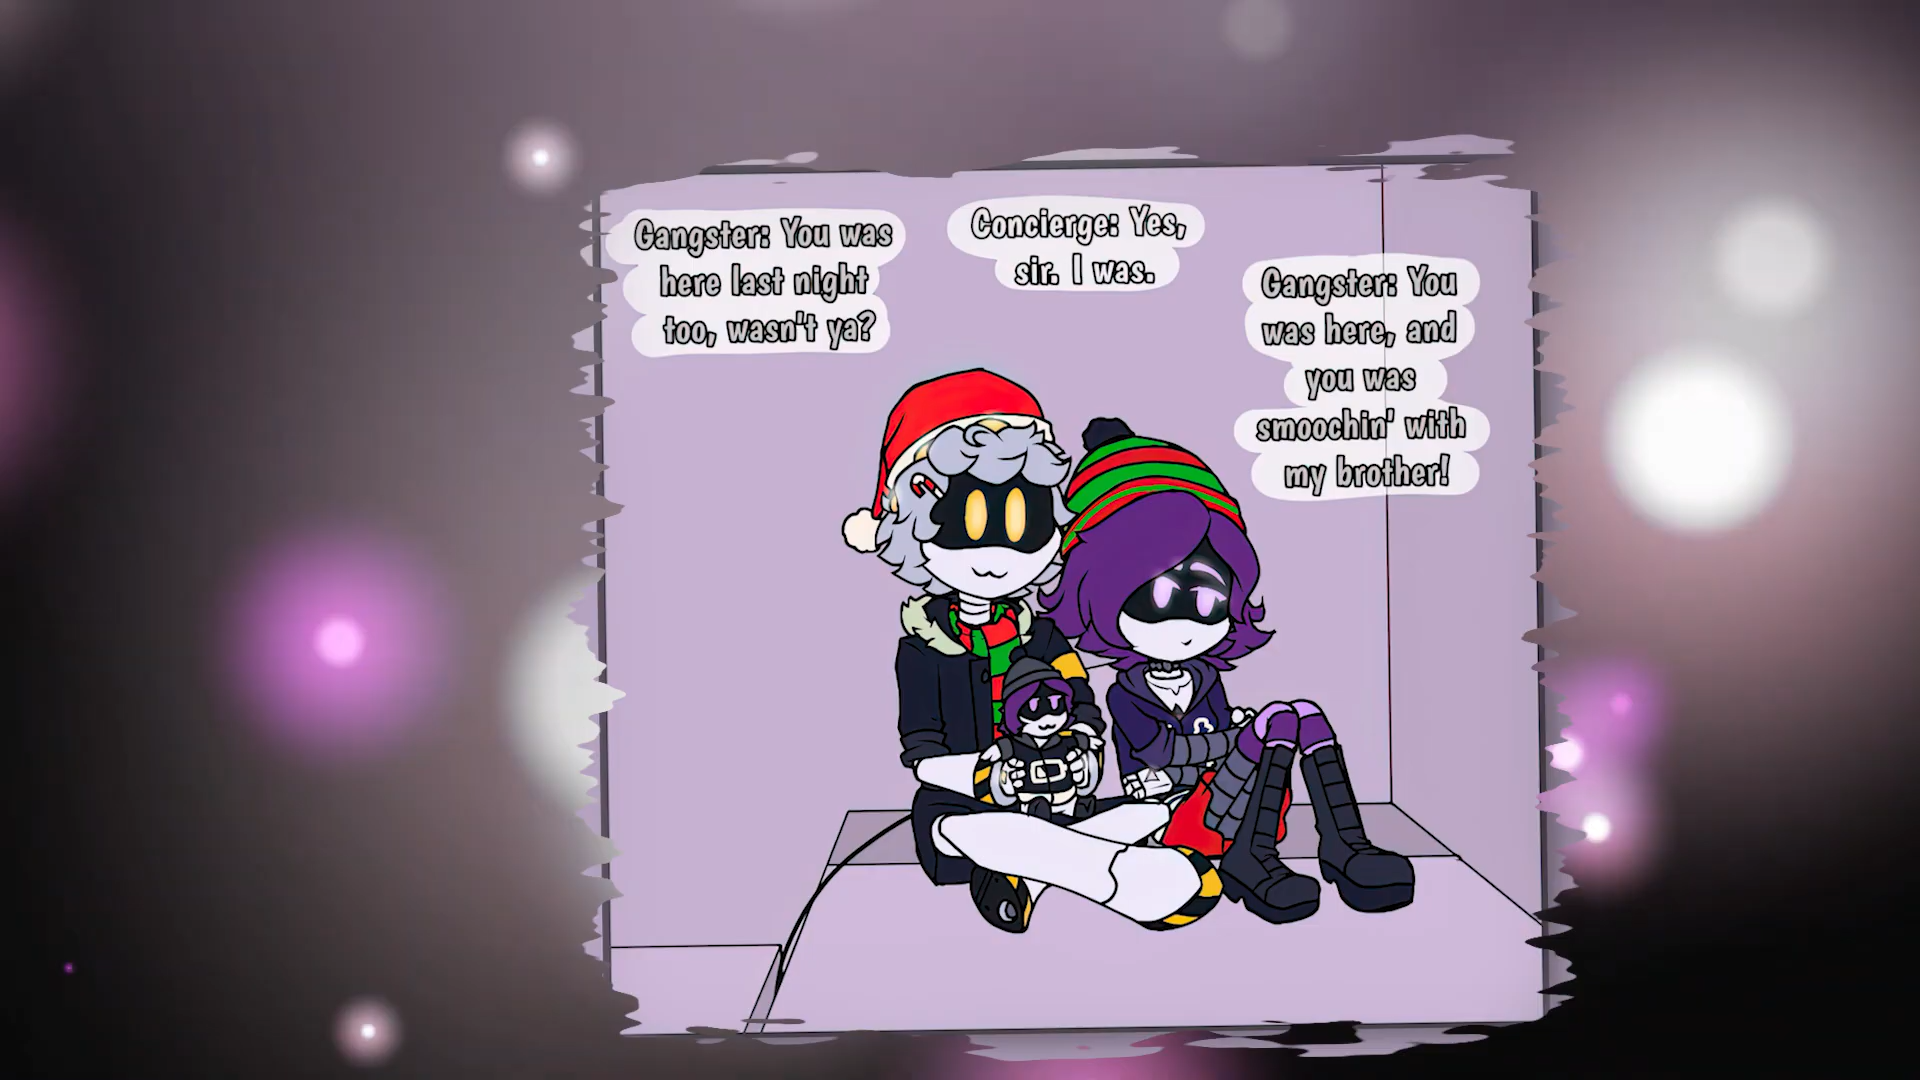 Gangster: You was
here last night
too, wasn't ya?
Concierge: Yes,
sir. I was.
Gangster: You
was here, and
you was
smoochin' with
my brother!